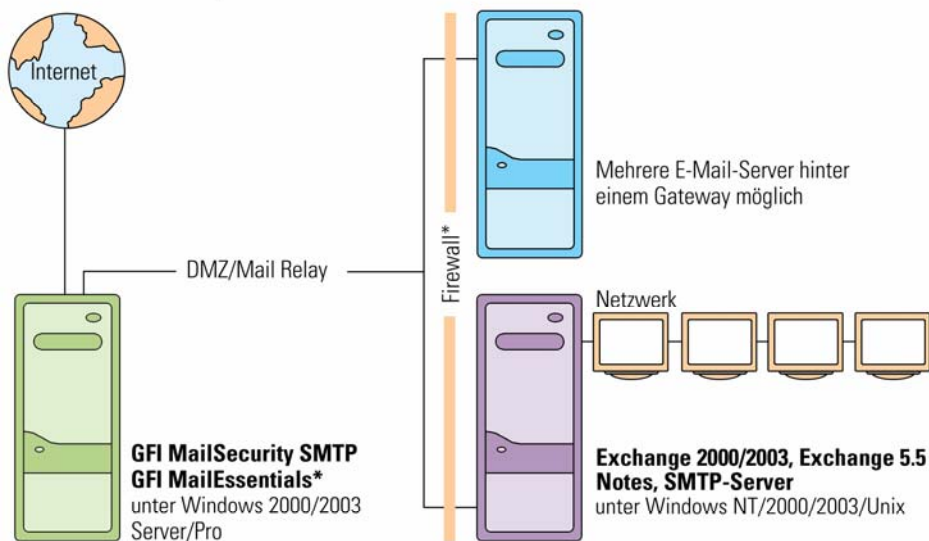 Internet
Mehrere E-Mail-Server hinter
einem Gateway möglich
DMZ/Mail Relay
Firewall*
Netzwerk
GFI MailSecurity SMTP
GFI MailEssentials*
unter Windows 2000/2003
Server/Pro
Exchange 2000/2003, Exchange 5.5
Notes, SMTP-Server
unter Windows NT/2000/2003/Unix